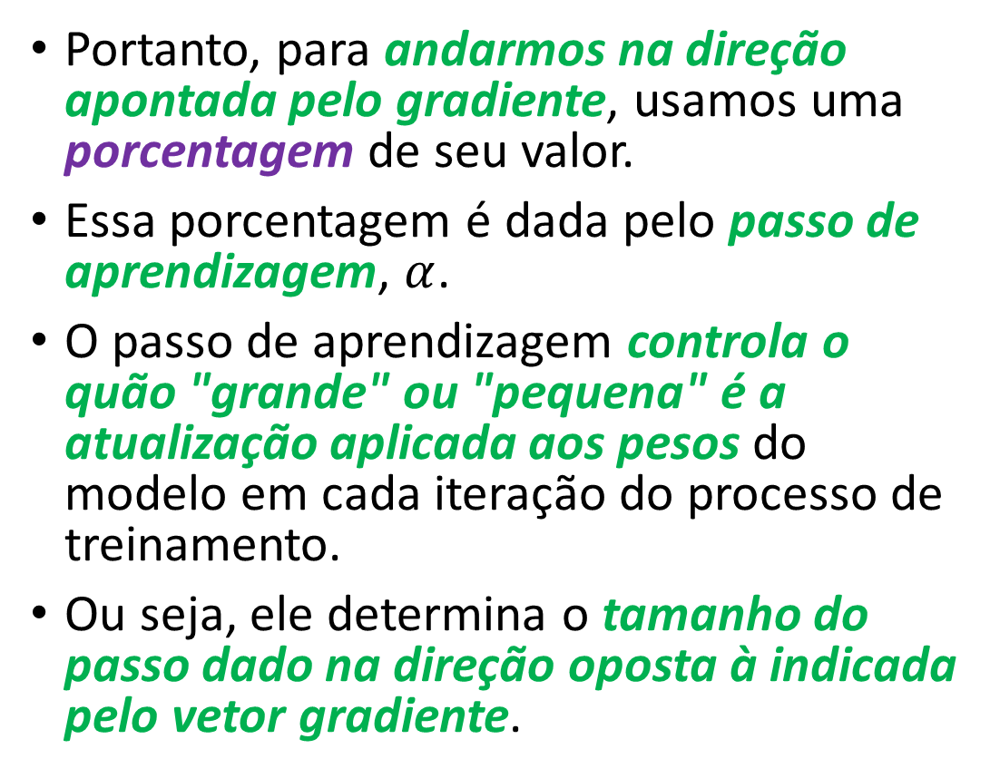 • Portanto, para andarmos na direção
apontada pelo gradiente, usamos uma
porcentagem de seu valor.
• Essa porcentagem é dada pelo passo de
aprendizagem, α.
• O passo de aprendizagem controla o
quão "grande" ou "pequena" é a
atualização aplicada aos pesos do
modelo em cada iteração do processo de
treinamento.
• Ou seja, ele determina o tamanho do
passo dado na direção oposta à indicada
pelo vetor gradiente.